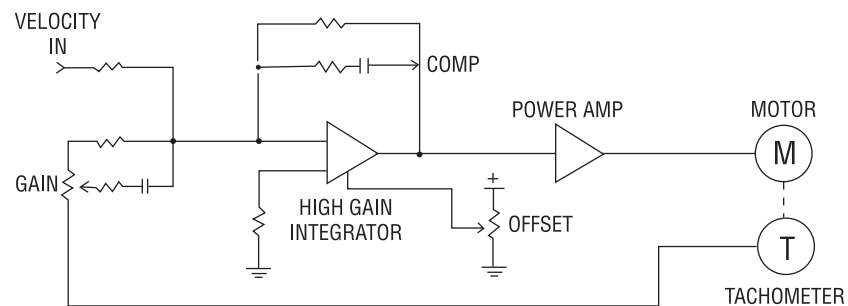 VELOCITY
IN
COMP
POWER AMP
MOTOR
M
GAIN
HIGH GAIN
INTEGRATOR
+
OFFSET
T
TACHOMETER